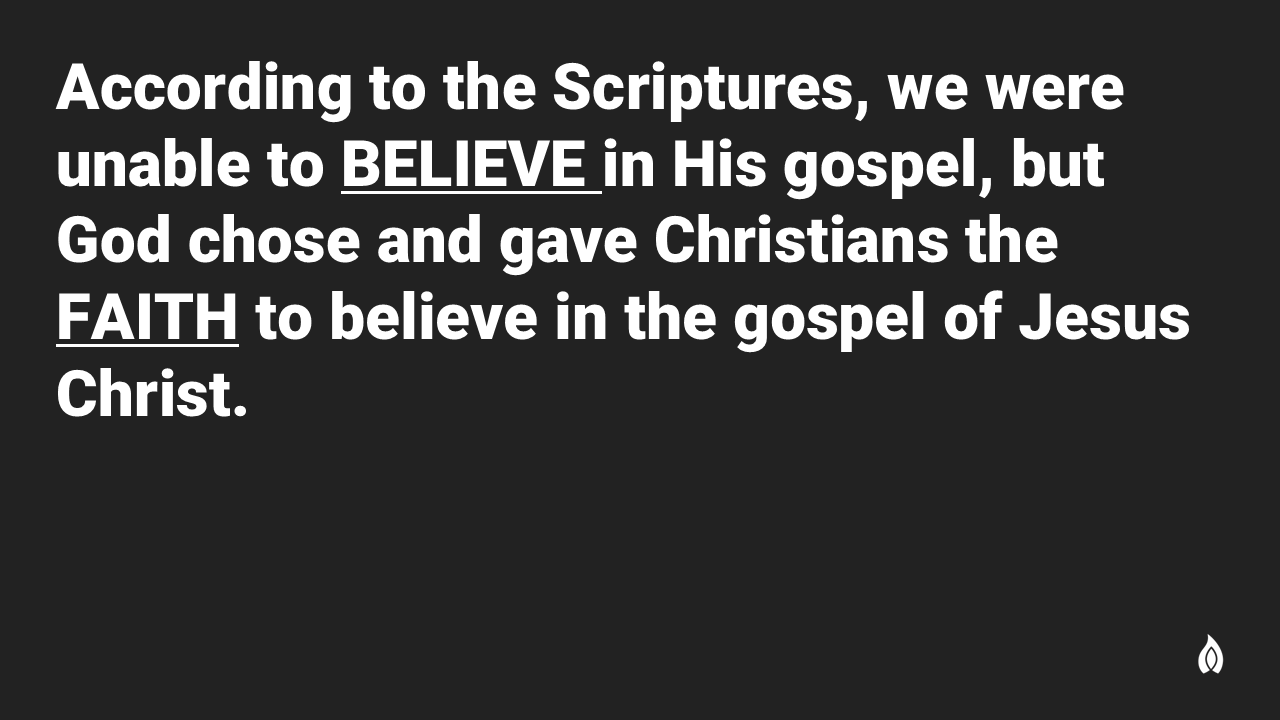 According to the Scriptures, we were
unable to BELIEVE in His gospel, but
God chose and gave Christians the
FAITH to believe in the gospel of Jesus
Christ.